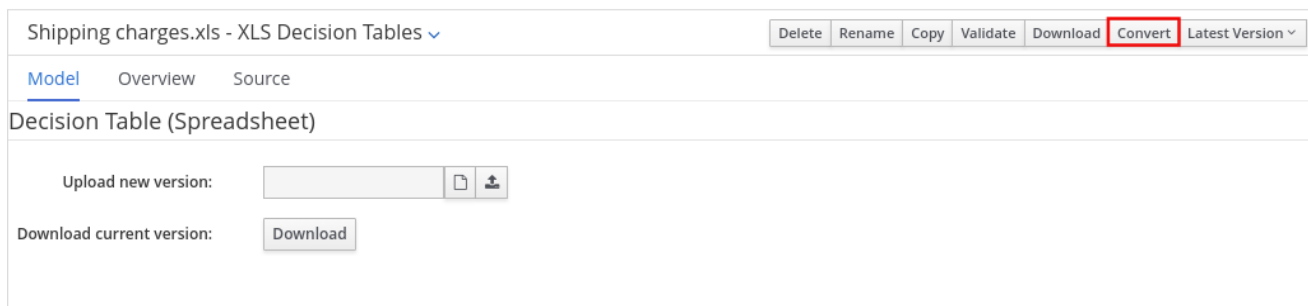 Shipping charges.xls - XLS Decision Tables
Delete Rename Copy Validate Download Convert Latest Version
Model Overview Source
Decision Table (Spreadsheet)
Upload new version:
Download current version: Download